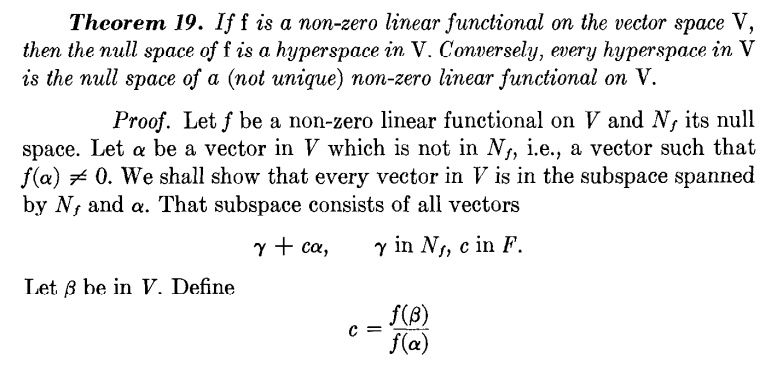 Theorem 19. If f is a non-zero linear functional on the vector space V,
then the null space of f is a hyperspace in V. Conversely, every hyperspace in V
is the null space of a (not unique) non-zero linear functional on V.
Proof. Let f be a non-zero linear functional on V and N_f its null
space. Let α be a vector in V which is not in N_f, i.e., a vector such that
f(α) ≠ 0. We shall show that every vector in V is in the subspace spanned
by N_f and α. That subspace consists of all vectors
γ + cα, γ in N_f, c in F.
Let β be in V. Define
c = f(β)/f(α)